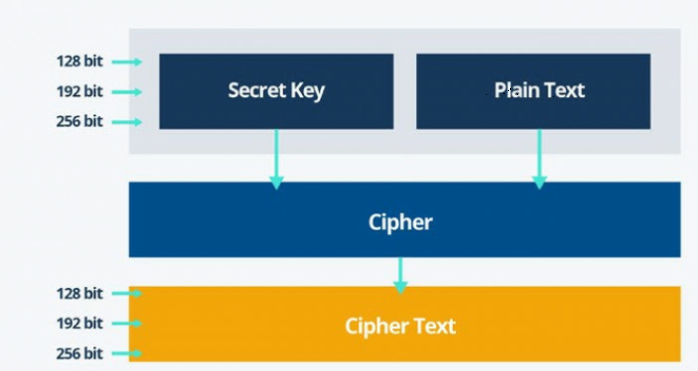 128 bit
192 bit
256 bit
Secret Key
Plain Text
Cipher
128 bit
192 bit
256 bit
Cipher Text